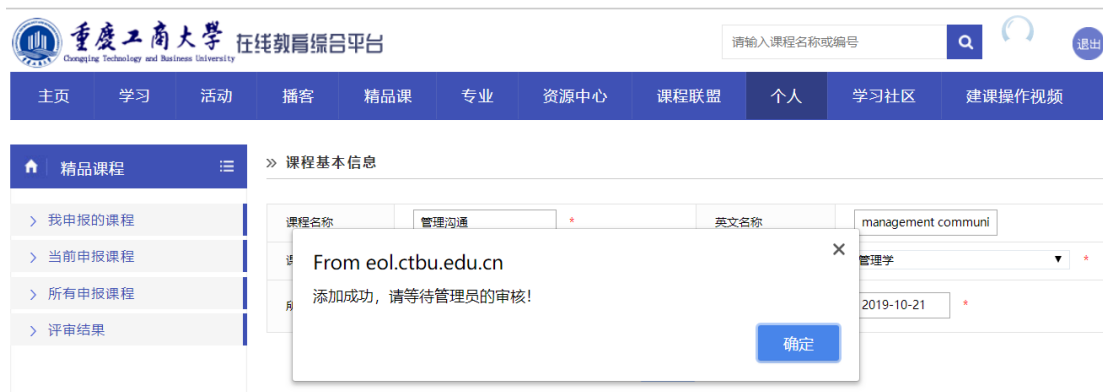 重庆工商大学 在线教育综合平台
Chongqing Technology and Business University
请输入课程名称或编号
退出
主页 学习 活动 播客 精品课 专业 资源中心 课程联盟 个人 学习社区 建课操作视频
精品课程
我申报的课程
当前申报课程
所有申报课程
评审结果
» 课程基本信息
课程名称 管理沟通 * 英文名称 management communi
管理学 *
2019-10-21 *
From eol.ctbu.edu.cn
添加成功，请等待管理员的审核！
确定